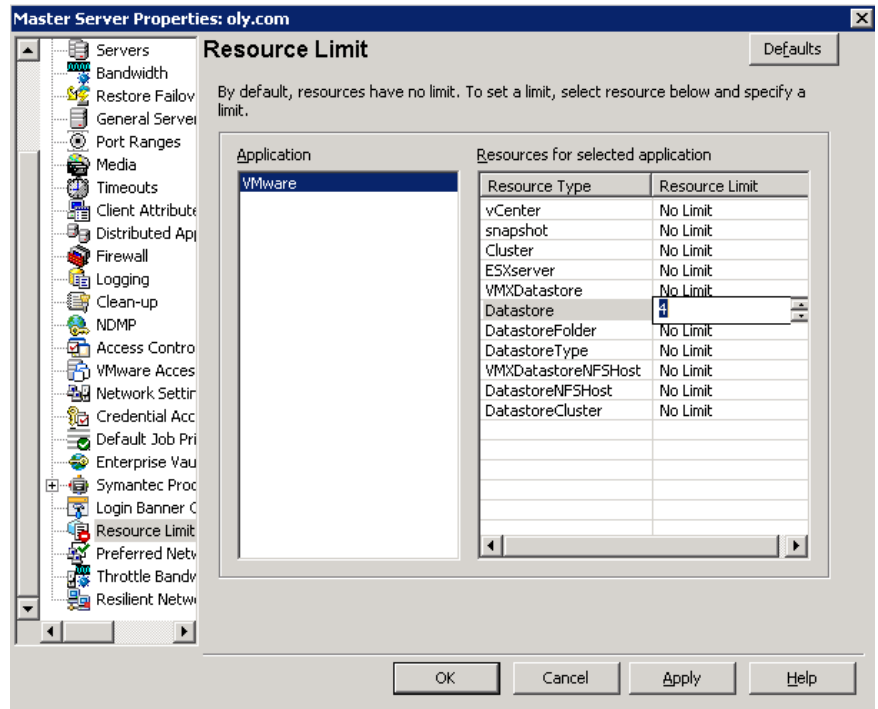 Master Server Properties: oly.com
Servers
Bandwidth
Restore Failov
General Server
Port Ranges
Media
Timeouts
Client Attribute
Distributed App
Firewall
Logging
Clean-up
NDMP
Access Contro
VMware Acces
Network Settin
Credential Acc
Default Job Pri
Enterprise Vau
Symantec Prod
Login Banner C
Resource Limit
Preferred Netw
Throttle Bandw
Resilient Netwo
Resource Limit
Defaults
By default, resources have no limit. To set a limit, select resource below and specify a
limit.
Application
VMware
Resources for selected application
Resource Type Resource Limit
vCenter No Limit
snapshot No Limit
Cluster No Limit
ESXserver No Limit
VMXDatastore No Limit
Datastore 4
DatastoreFolder No Limit
DatastoreType No Limit
VMXDatastoreNFSHost No Limit
DatastoreNFSHost No Limit
DatastoreCluster No Limit
OK Cancel Apply Help